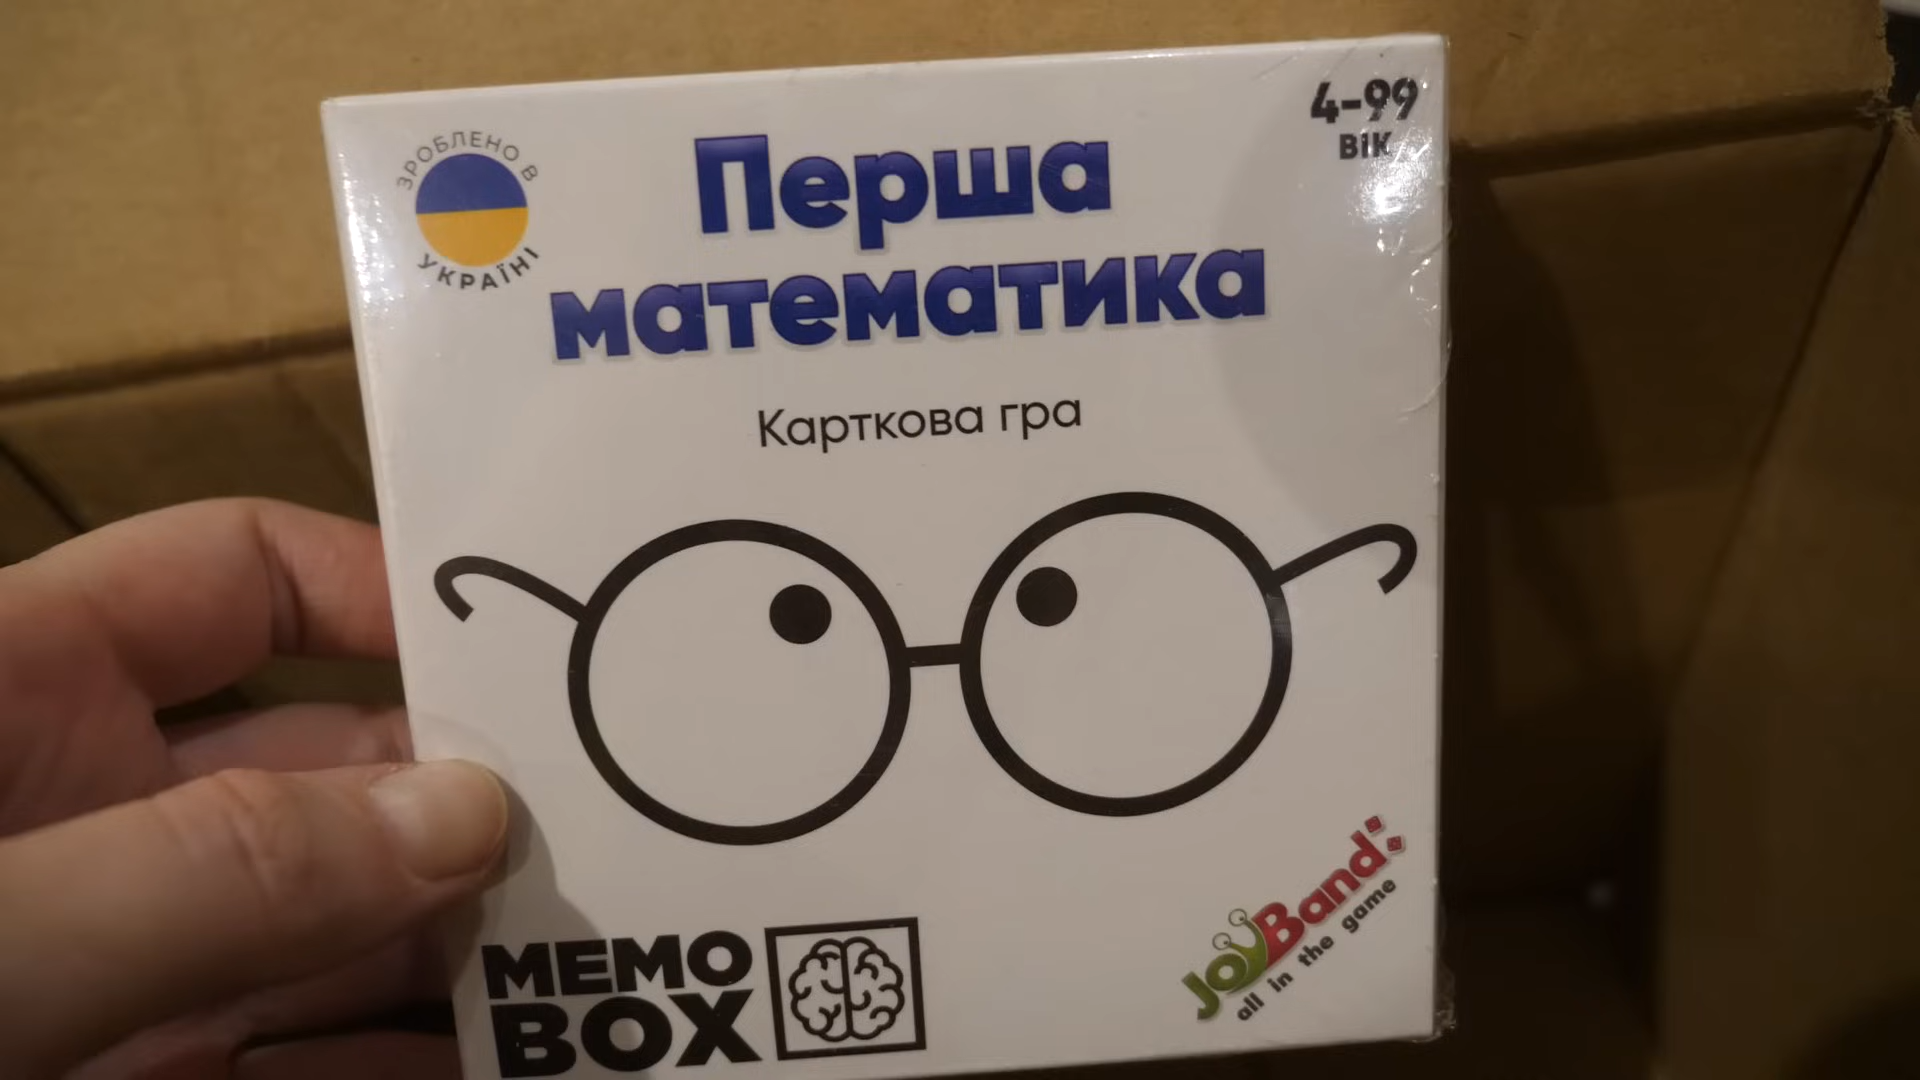 ЗРОБЛЕНО В
УКРАЇНІ
4-99
ВІК
Перша
математика
Карткова гра
MEMO
BOX
JoyBand
all in the game